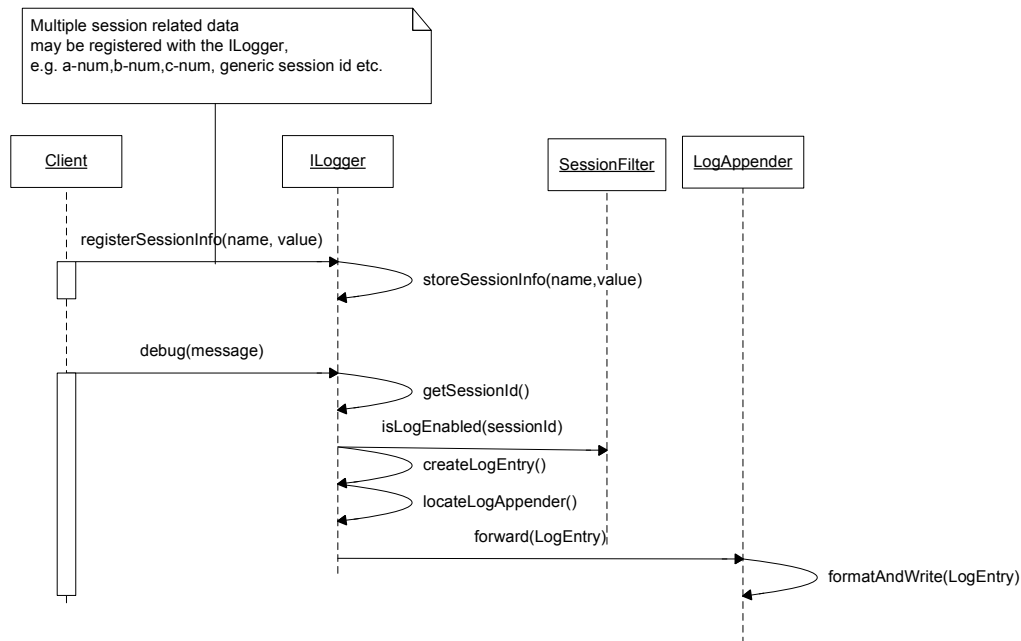 Multiple session related data
may be registered with the ILogger,
e.g. a-num,b-num,c-num, generic session id etc.
Client
ILogger
SessionFilter
LogAppender
registerSessionInfo(name, value)
storeSessionInfo(name,value)
debug(message)
getSessionId()
isLogEnabled(sessionId)
createLogEntry()
locateLogAppender()
forward(LogEntry)
formatAndWrite(LogEntry)